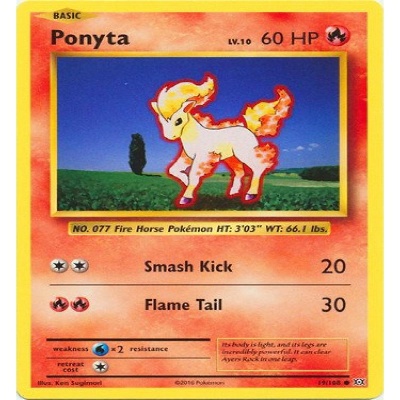 BASIC
Ponyta LV.10 60 HP
NO. 077 Fire Horse Pokémon HT: 3'03" WT: 66.1 lbs.
Smash Kick 20
Flame Tail 30
weakness ×2 resistance
Its body is light, and its legs are
incredibly powerful. It can clear
Ayers Rock in one leap.
retreat
cost
Illus. Ken Sugimori ©2016 Pokémon